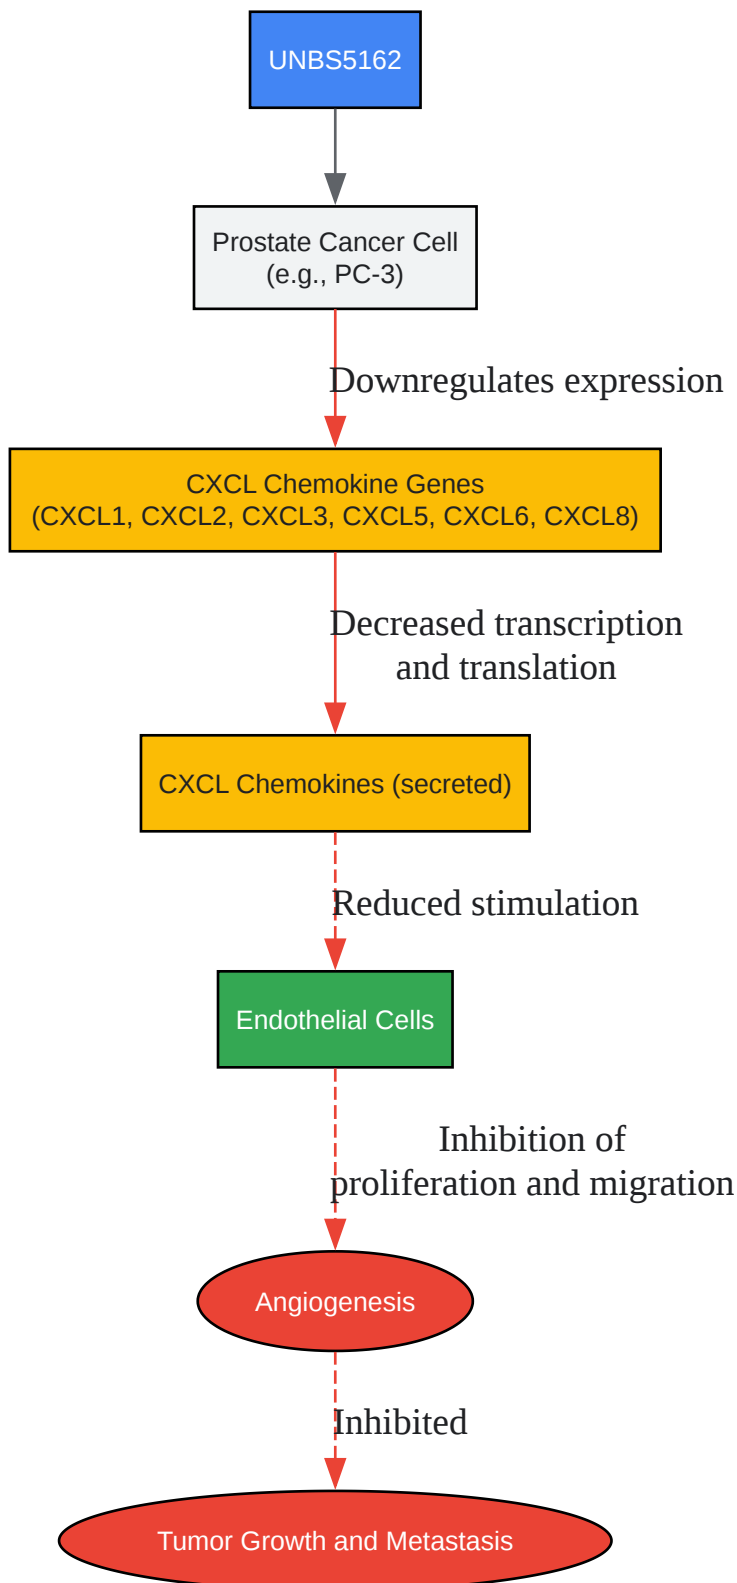 UNBS5162
Prostate Cancer Cell
(e.g., PC-3)
Downregulates expression
CXCL Chemokine Genes
(CXCL1, CXCL2, CXCL3, CXCL5, CXCL6, CXCL8)
Decreased transcription
and translation
CXCL Chemokines (secreted)
Reduced stimulation
Endothelial Cells
Inhibition of
proliferation and migration
Angiogenesis
Inhibited
Tumor Growth and Metastasis